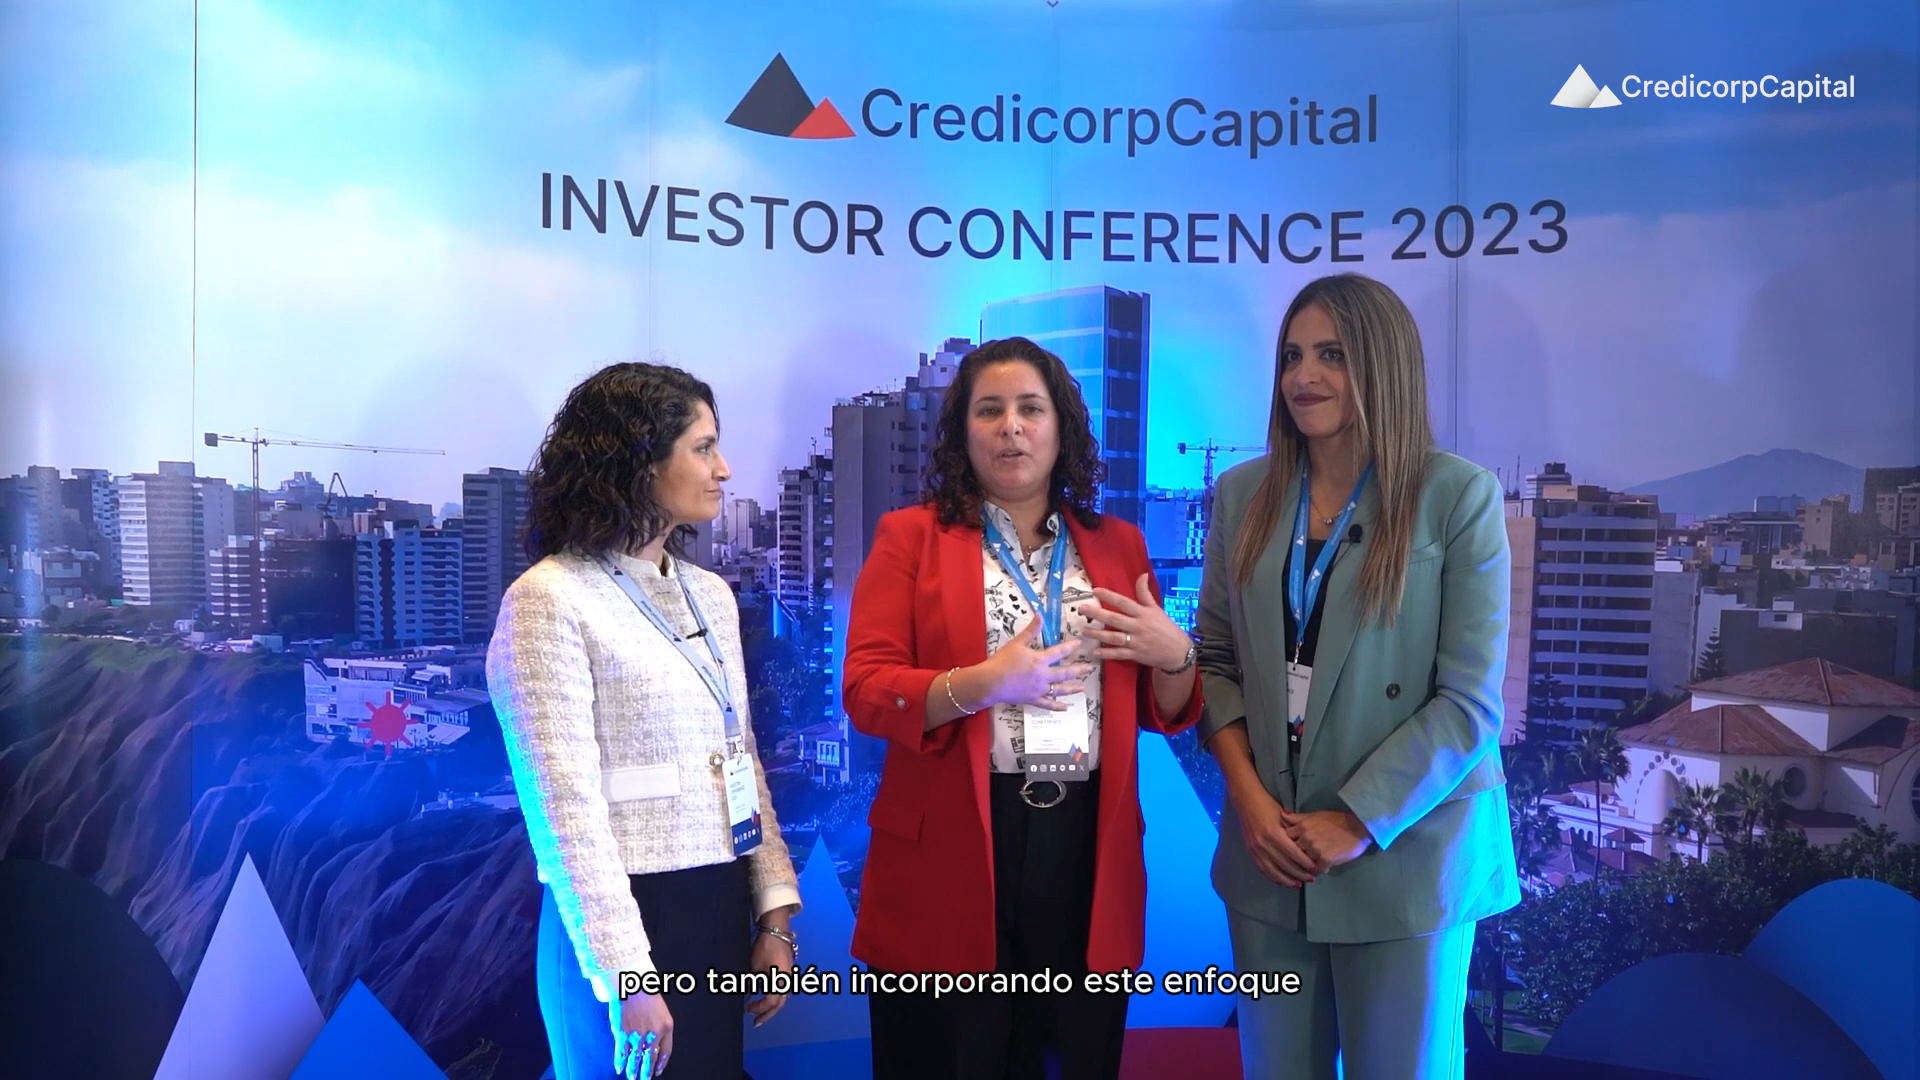 CredicorpCapital
CredicorpCapital
INVESTOR CONFERENCE 2023
pero también incorporando este enfoque